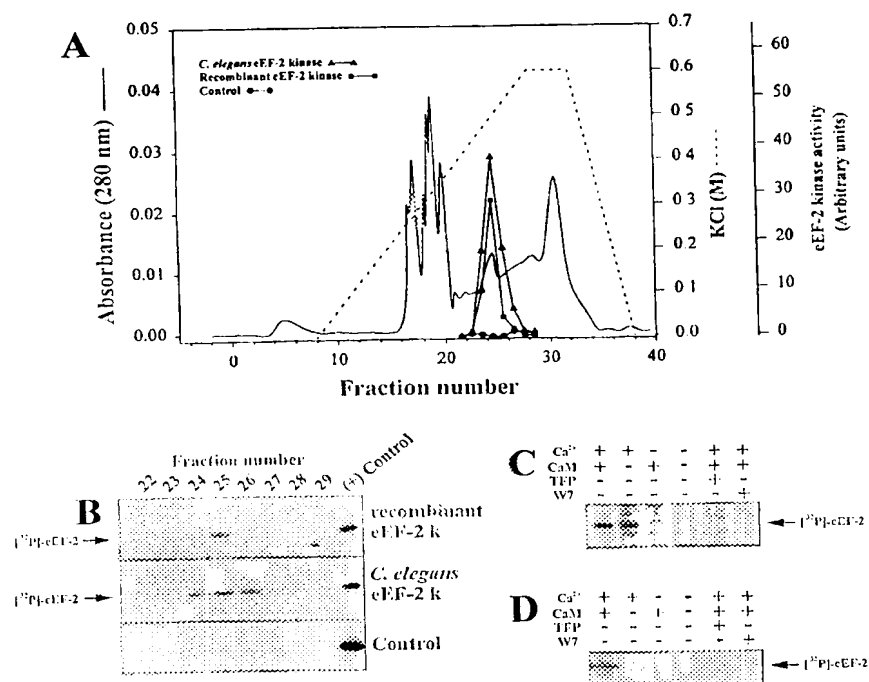 A
Absorbance (280 nm)
0.05
0.04
0.03
0.02
0.01
0.00
C. elegans eEF-2 kinase
Recombinant eEF-2 kinase
Control
0.7
0.6
0.5
0.4
0.3
0.2
0.1
0.0
KCl (M)
60
50
40
30
20
10
0
eEF-2 kinase activity
(Arbitrary units)
0 10 20 30 40
Fraction number
B
Fraction number
22 23 24 25 26 27 28 29 (+) Control
[32P]-eEF-2
recombinant
eEF-2 k
[32P]-eEF-2
C. elegans
eEF-2 k
Control
C
Ca2+ + + - - + +
CaM + - + - + +
TFP - - - - + -
W7 - - - - - +
[32P]-eEF-2
D
Ca2+ + + - - + +
CaM + - + - + +
TFP - - - - + -
W7 - - - - - +
[32P]-eEF-2